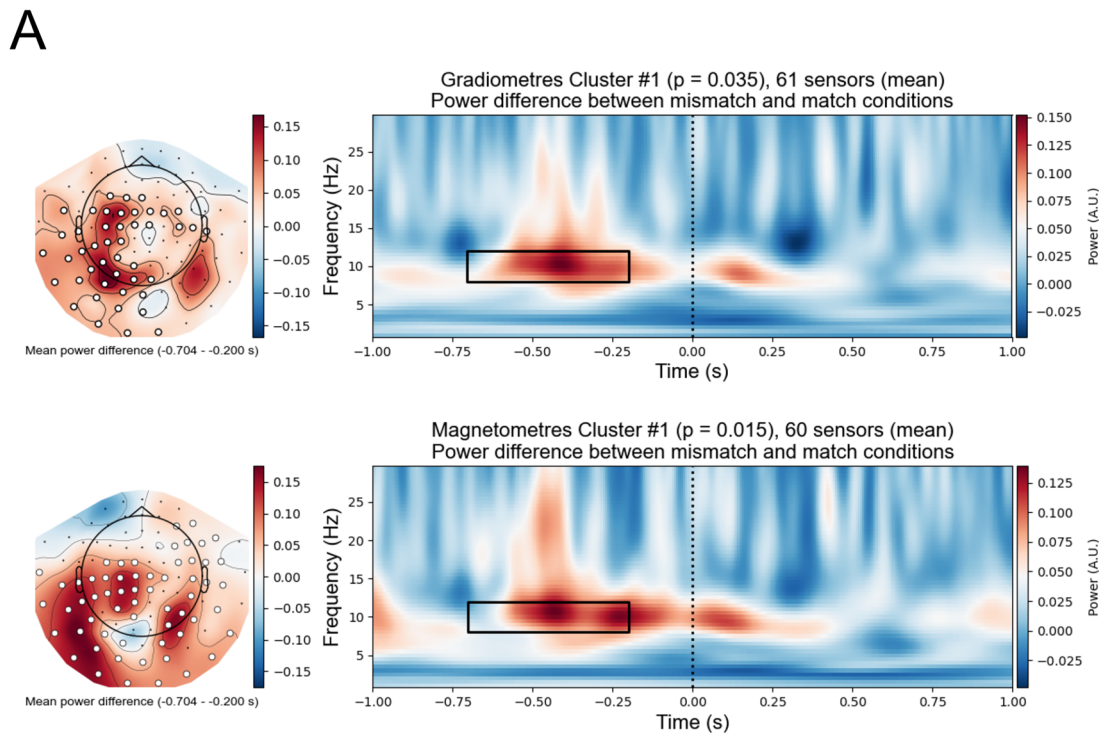 A
Gradiometres Cluster #1 (p = 0.035), 61 sensors (mean)
Power difference between mismatch and match conditions
0.15
0.10
0.05
0.00
−0.05
−0.10
−0.15
Mean power difference (-0.704 - -0.200 s)
Frequency (Hz)
25
20
15
10
5
−1.00 −0.75 −0.50 −0.25 0.00 0.25 0.50 0.75 1.00
Time (s)
0.150
0.125
0.100
0.075
0.050
0.025
0.000
−0.025
Power (A.U.)
Magnetometres Cluster #1 (p = 0.015), 60 sensors (mean)
Power difference between mismatch and match conditions
0.15
0.10
0.05
0.00
−0.05
−0.10
−0.15
Mean power difference (-0.704 - -0.200 s)
Frequency (Hz)
25
20
15
10
5
−1.00 −0.75 −0.50 −0.25 0.00 0.25 0.50 0.75 1.00
Time (s)
0.125
0.100
0.075
0.050
0.025
0.000
−0.025
Power (A.U.)